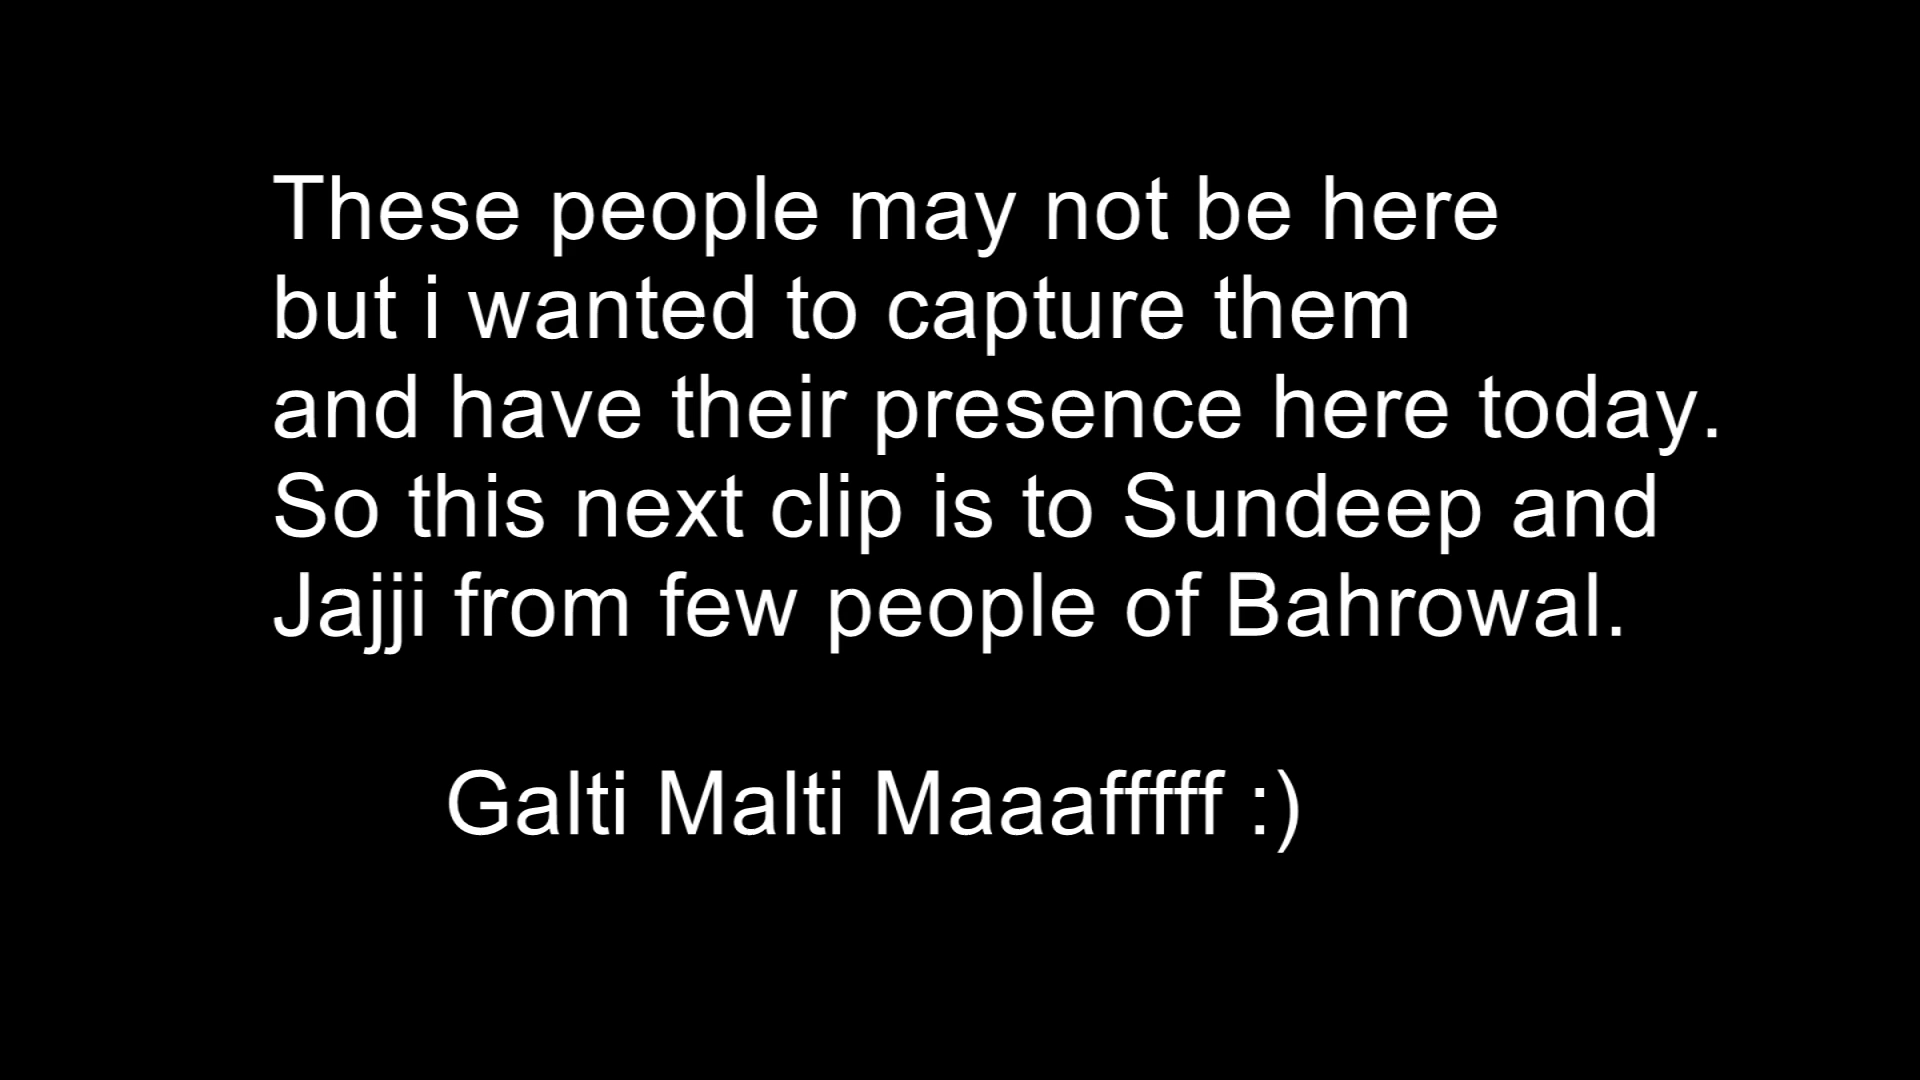 These people may not be here
but i wanted to capture them
and have their presence here today.
So this next clip is to Sundeep and
Jajji from few people of Bahrowal.
Galti Malti Maaafffff :)